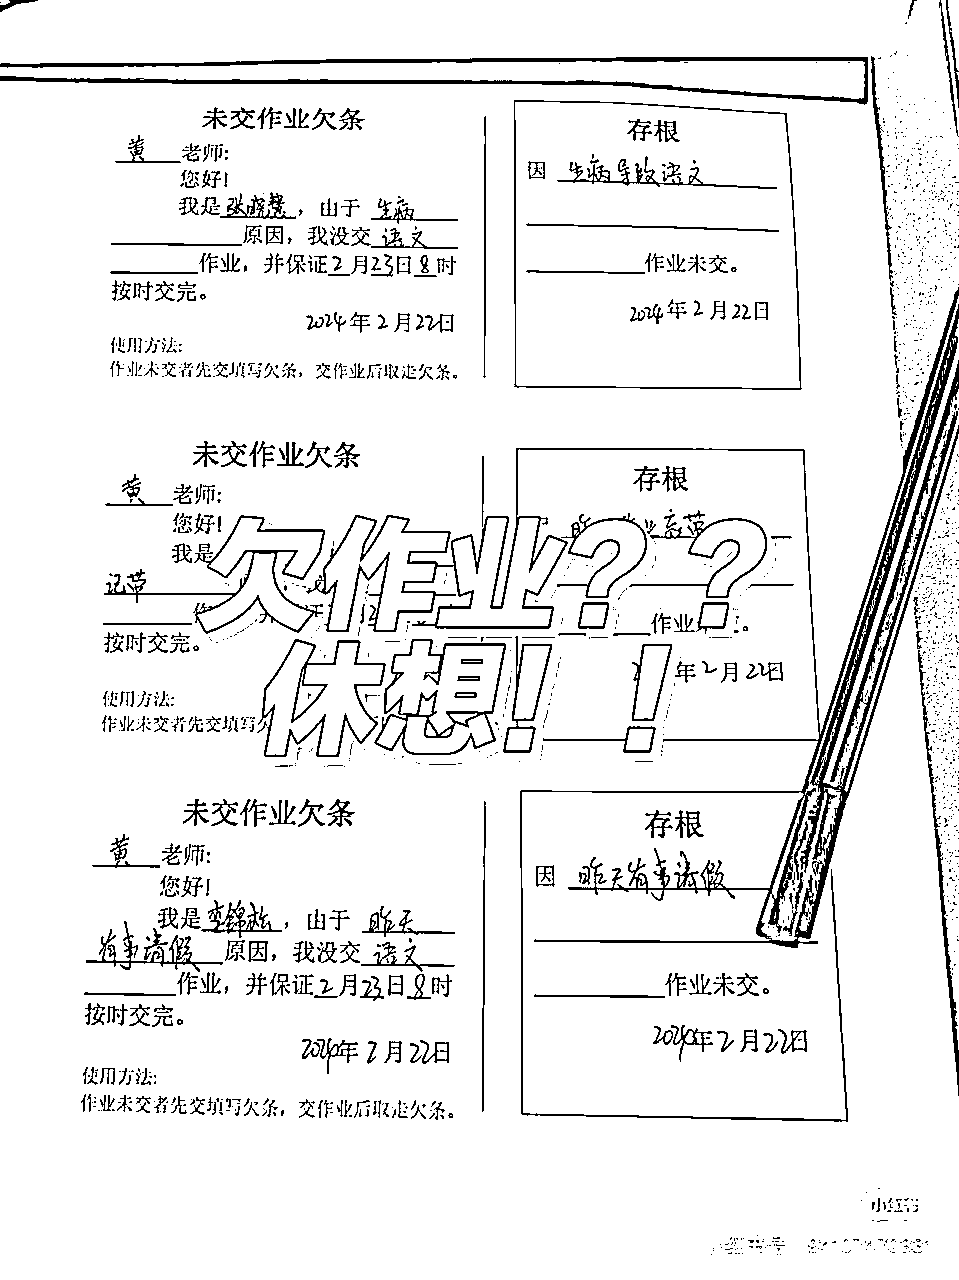 未交作业欠条
黄老师:
您好!
我是张晓慧，由于 生病
原因，我没交 语文
作业，并保证2月23日8时
按时交完。
2024年2月22日
使用方法:
作业未交者先交填写欠条，交作业后取走欠条。
存根
因 生病导致语文
作业未交。
2024年2月22日
未交作业欠条
黄老师:
您好!
我是
记带
按时交完。
使用方法:
作业未交者先交填写欠
存根
作业
年2月22日
欠作业??
休想!!
未交作业欠条
黄老师:
您好!
我是李锦松，由于 昨天
有事请假 原因，我没交 语文
作业，并保证2月23日8时
按时交完。
2024年2月22日
使用方法:
作业未交者先交填写欠条，交作业后取走欠条。
存根
因 昨天有事请假
作业未交。
2024年2月22日
小红书